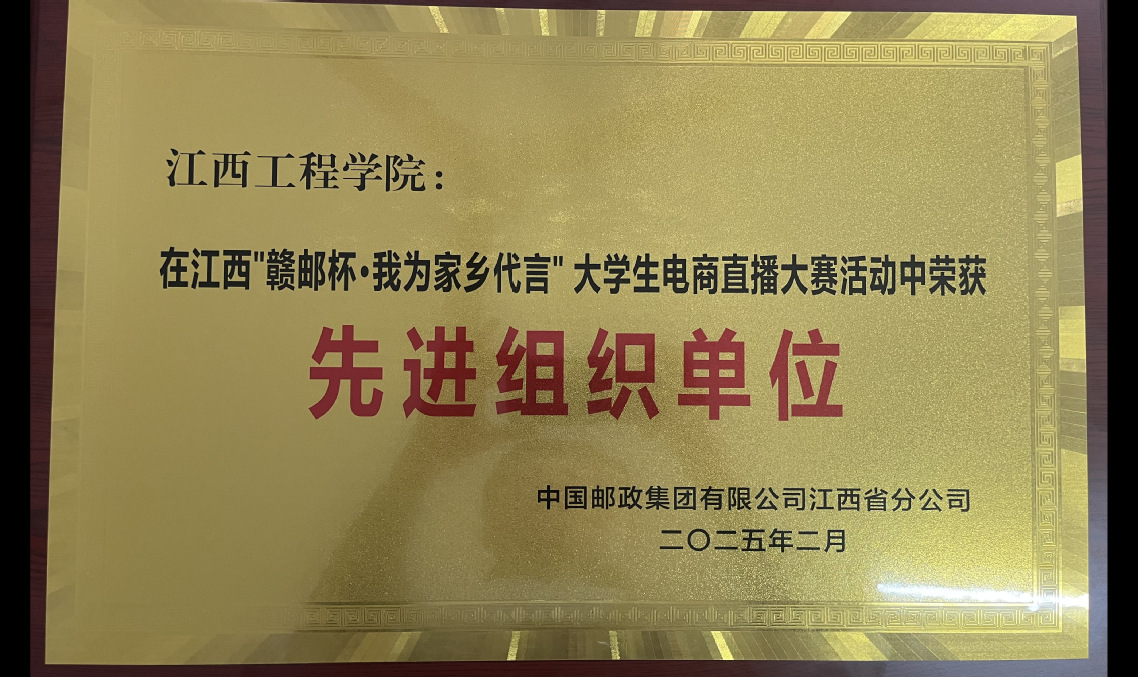 江西工程学院：
在江西"赣邮杯·我为家乡代言" 大学生电商直播大赛活动中荣获
先进组织单位
中国邮政集团有限公司江西省分公司
二〇二五年二月